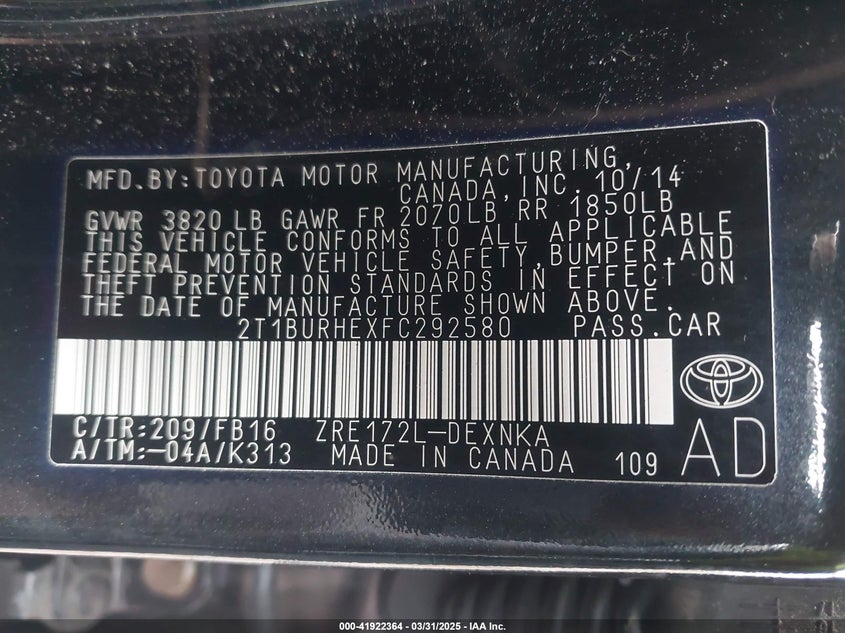 MFD.BY:TOYOTA MOTOR MANUFACTURING,
CANADA,INC. 10/14
GVWR 3820 LB GAWR FR 2070LB RR 1850LB
THIS VEHICLE CONFORMS TO ALL APPLICABLE
FEDERAL MOTOR VEHICLE SAFETY,BUMPER,AND
THEFT PREVENTION STANDARDS IN EFFECT ON
THE DATE OF MANUFACTURE SHOWN ABOVE.
2T1BURHEXFC292580 PASS.CAR
C/TR:209/FB16 ZRE172L-DEXNKA
A/TM:-04A/K313 MADE IN CANADA 109 AD
000-41922364 - 03/31/2025 - IAA Inc.